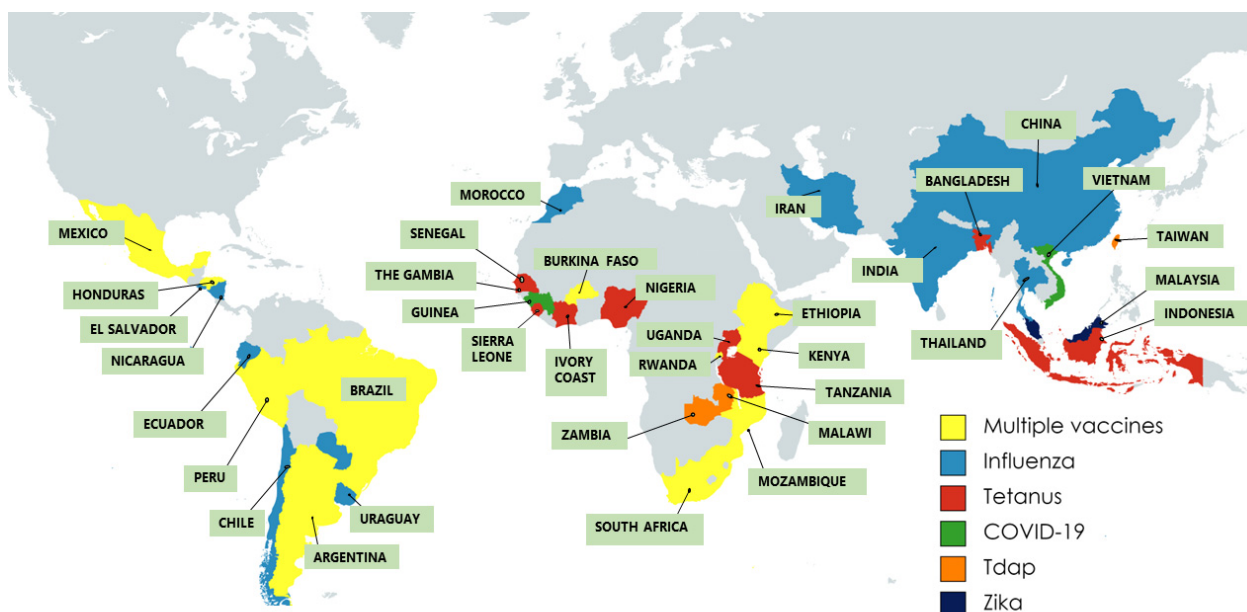 CHINA
BANGLADESH
VIETNAM
MOROCCO
IRAN
MEXICO
SENEGAL
TAIWAN
BURKINA FASO
INDIA
THE GAMBIA
MALAYSIA
NIGERIA
HONDURAS
GUINEA
ETHIOPIA
INDONESIA
EL SALVADOR
UGANDA
SIERRA
LEONE
IVORY
COAST
KENYA
THAILAND
NICARAGUA
RWANDA
BRAZIL
TANZANIA
ECUADOR
ZAMBIA
MALAWI
PERU
MOZAMBIQUE
CHILE
URAGUAY
SOUTH AFRICA
ARGENTINA
Multiple vaccines
Influenza
Tetanus
COVID-19
Tdap
Zika